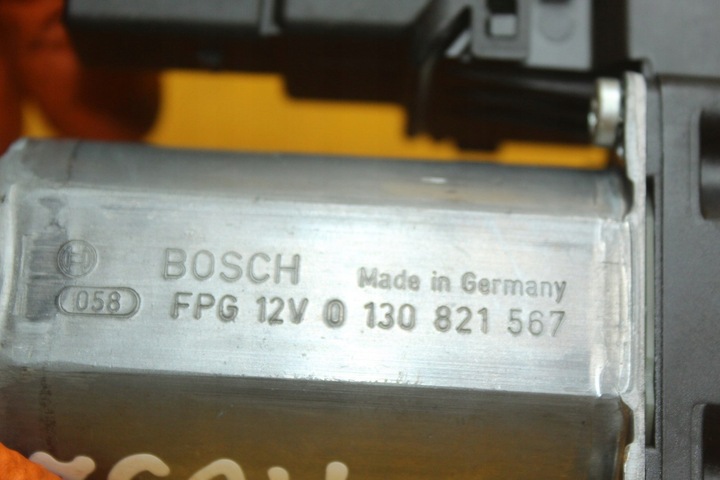 BOSCH Made in Germany
058 FPG 12V 0 130 821 567